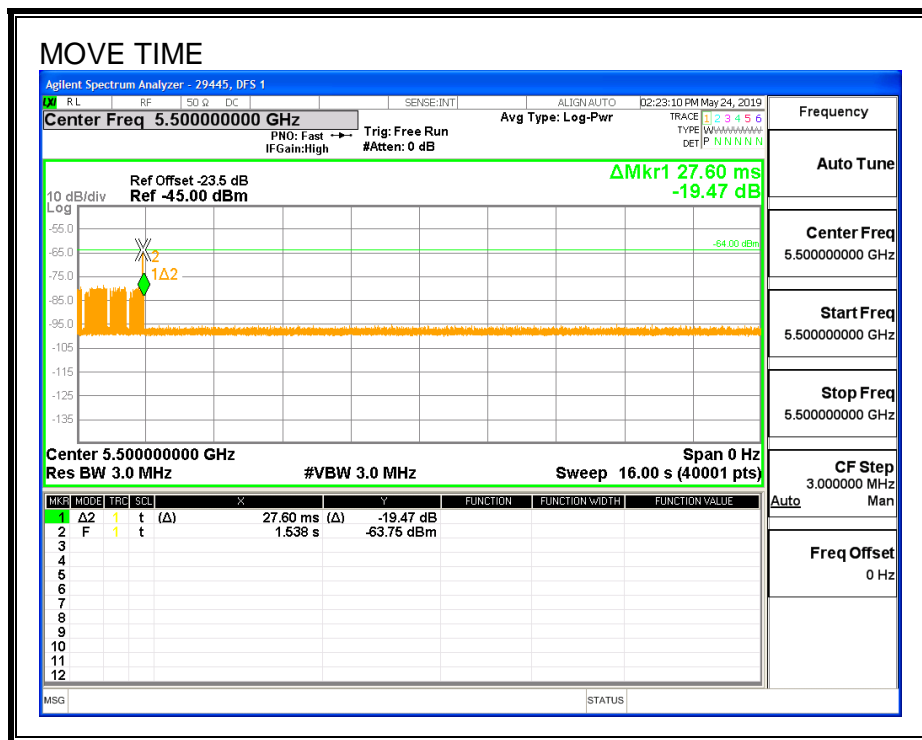 MOVE TIME
Agilent Spectrum Analyzer - 29445, DFS 1
LXI RL RF 50 Ω DC SENSE:INT ALIGN AUTO 02:23:10 PM May 24, 2019
Center Freq 5.500000000 GHz Avg Type: Log-Pwr TRACE 1 2 3 4 5 6
PNO: Fast Trig: Free Run TYPE W
IFGain:High #Atten: 0 dB DET P N N N N N
Frequency
Auto Tune
Ref Offset -23.5 dB ΔMkr1 27.60 ms
10 dB/div Ref -45.00 dBm -19.47 dB
Log
-55.0
-64.00 dBm
-65.0
2
-75.0
1Δ2
-85.0
-95.0
-105
-115
-125
-135
Center 5.500000000 GHz Span 0 Hz
Res BW 3.0 MHz #VBW 3.0 MHz Sweep 16.00 s (40001 pts)
Center Freq
5.500000000 GHz
Start Freq
5.500000000 GHz
Stop Freq
5.500000000 GHz
CF Step
3.000000 MHz
Auto Man
Freq Offset
0 Hz
MKR MODE TRC SCL X Y FUNCTION FUNCTION WIDTH FUNCTION VALUE
1 Δ2 1 t (Δ) 27.60 ms (Δ) -19.47 dB
2 F 1 t 1.538 s -63.75 dBm
3
4
5
6
7
8
9
10
11
12
MSG STATUS